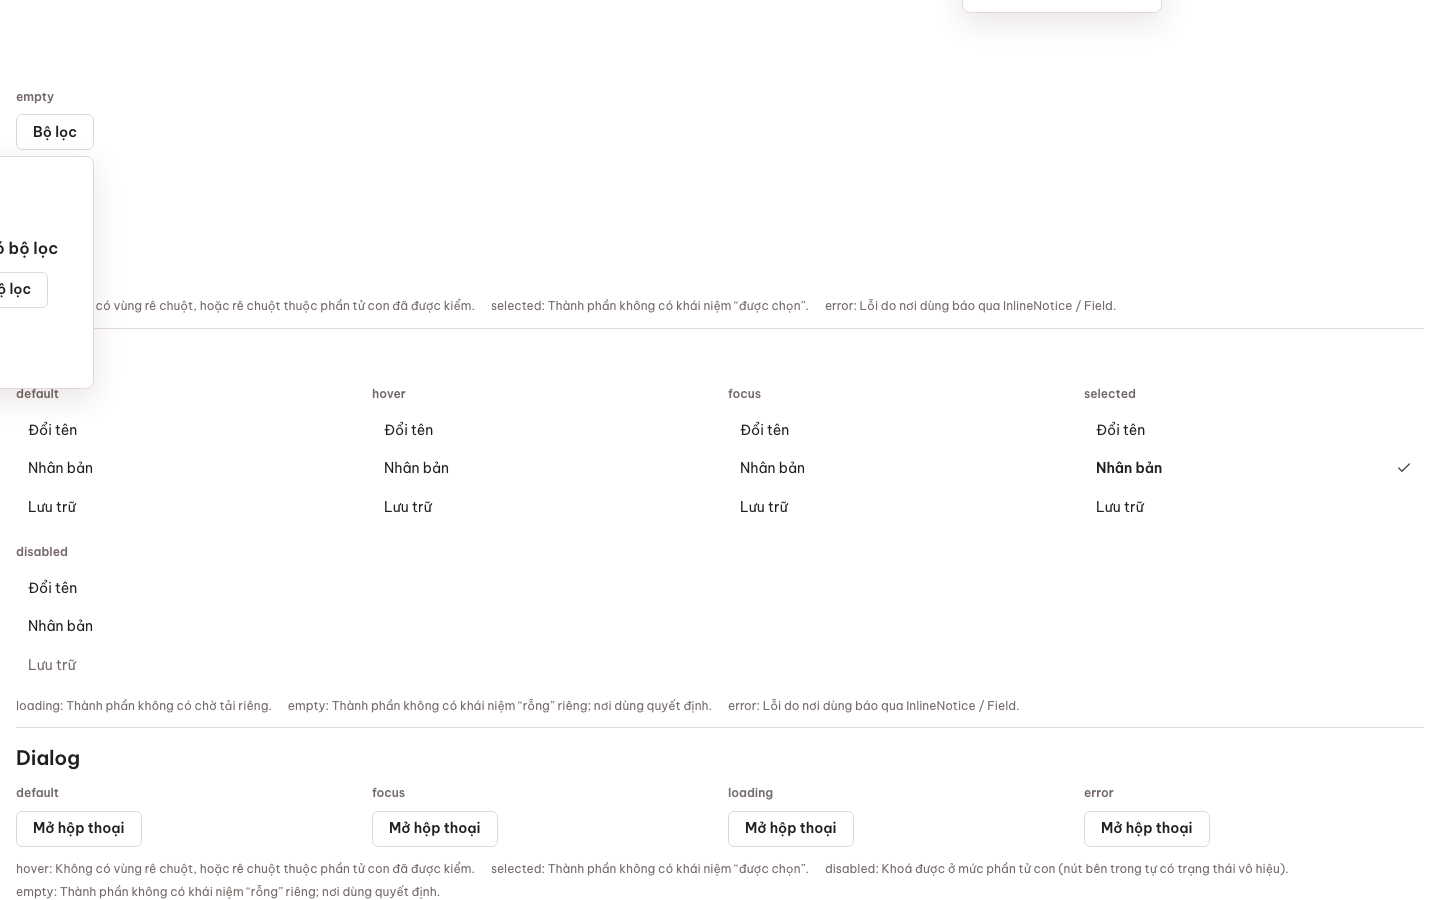 empty
Bộ lọc
bộ lọc
lọc
có vùng rê chuột, hoặc rê chuột thuộc phần tử con đã được kiểm. selected: Thành phần không có khái niệm “được chọn”. error: Lỗi do nơi dùng báo qua InlineNotice / Field.
default hover focus selected
Đổi tên Đổi tên Đổi tên Đổi tên
Nhân bản Nhân bản Nhân bản Nhân bản
Lưu trữ Lưu trữ Lưu trữ Lưu trữ
disabled
Đổi tên
Nhân bản
Lưu trữ
loading: Thành phần không có chờ tải riêng. empty: Thành phần không có khái niệm “rỗng” riêng; nơi dùng quyết định. error: Lỗi do nơi dùng báo qua InlineNotice / Field.
Dialog
default focus loading error
Mở hộp thoại Mở hộp thoại Mở hộp thoại Mở hộp thoại
hover: Không có vùng rê chuột, hoặc rê chuột thuộc phần tử con đã được kiểm. selected: Thành phần không có khái niệm “được chọn”. disabled: Khoá được ở mức phần tử con (nút bên trong tự có trạng thái vô hiệu).
empty: Thành phần không có khái niệm “rỗng” riêng; nơi dùng quyết định.